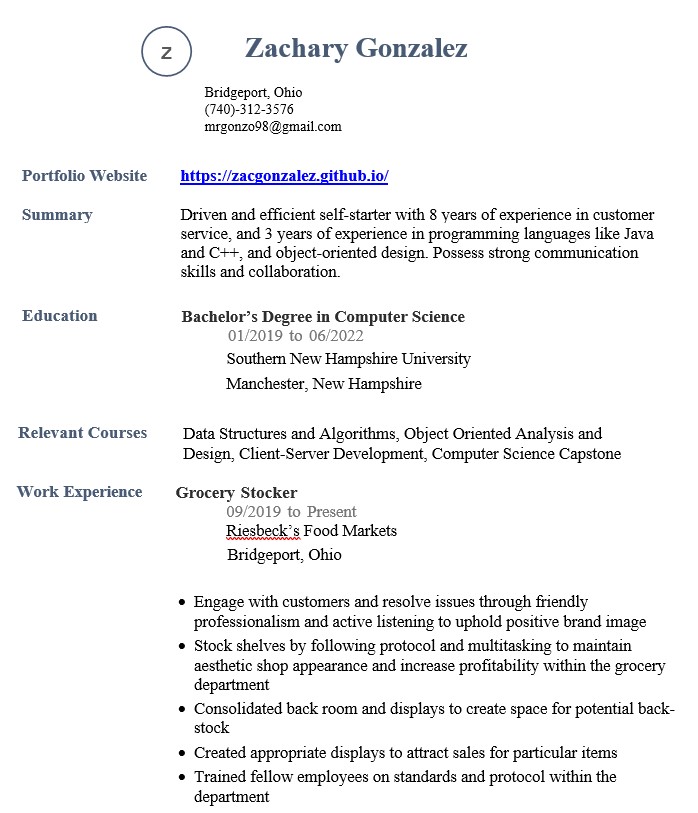 Z
Zachary Gonzalez
Bridgeport, Ohio
(740)-312-3576
mrgonzo98@gmail.com
Portfolio Website https://zacgonzalez.github.io/
Summary Driven and efficient self-starter with 8 years of experience in customer
service, and 3 years of experience in programming languages like Java
and C++, and object-oriented design. Possess strong communication
skills and collaboration.
Education Bachelor’s Degree in Computer Science
01/2019 to 06/2022
Southern New Hampshire University
Manchester, New Hampshire
Relevant Courses Data Structures and Algorithms, Object Oriented Analysis and
Design, Client-Server Development, Computer Science Capstone
Work Experience Grocery Stocker
09/2019 to Present
Riesbeck’s Food Markets
Bridgeport, Ohio
• Engage with customers and resolve issues through friendly
professionalism and active listening to uphold positive brand image
• Stock shelves by following protocol and multitasking to maintain
aesthetic shop appearance and increase profitability within the grocery
department
• Consolidated back room and displays to create space for potential back-
stock
• Created appropriate displays to attract sales for particular items
• Trained fellow employees on standards and protocol within the
department